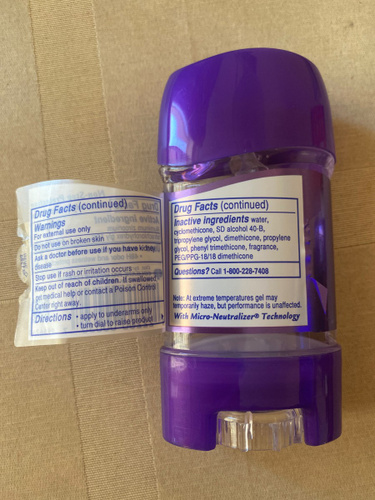 Drug Facts (continued)
Warnings
For external use only
Do not use on broken skin
Ask a doctor before use if you have kidney
disease
Stop use if rash or irritation occurs
Keep out of reach of children. If swallowed,
get medical help or contact a Poison Control
Center right away.
Directions • apply to underarms only
• turn dial to raise product
Drug Facts (continued)
Inactive ingredients water,
cyclomethicone, SD alcohol 40-B,
tripropylene glycol, dimethicone, propylene
glycol, phenyl trimethicone, fragrance,
PEG/PPG-18/18 dimethicone
Questions? Call 1-800-228-7408
Note: At extreme temperatures gel may
temporarily haze, but performance is unaffected.
With Micro-Neutralizer® Technology